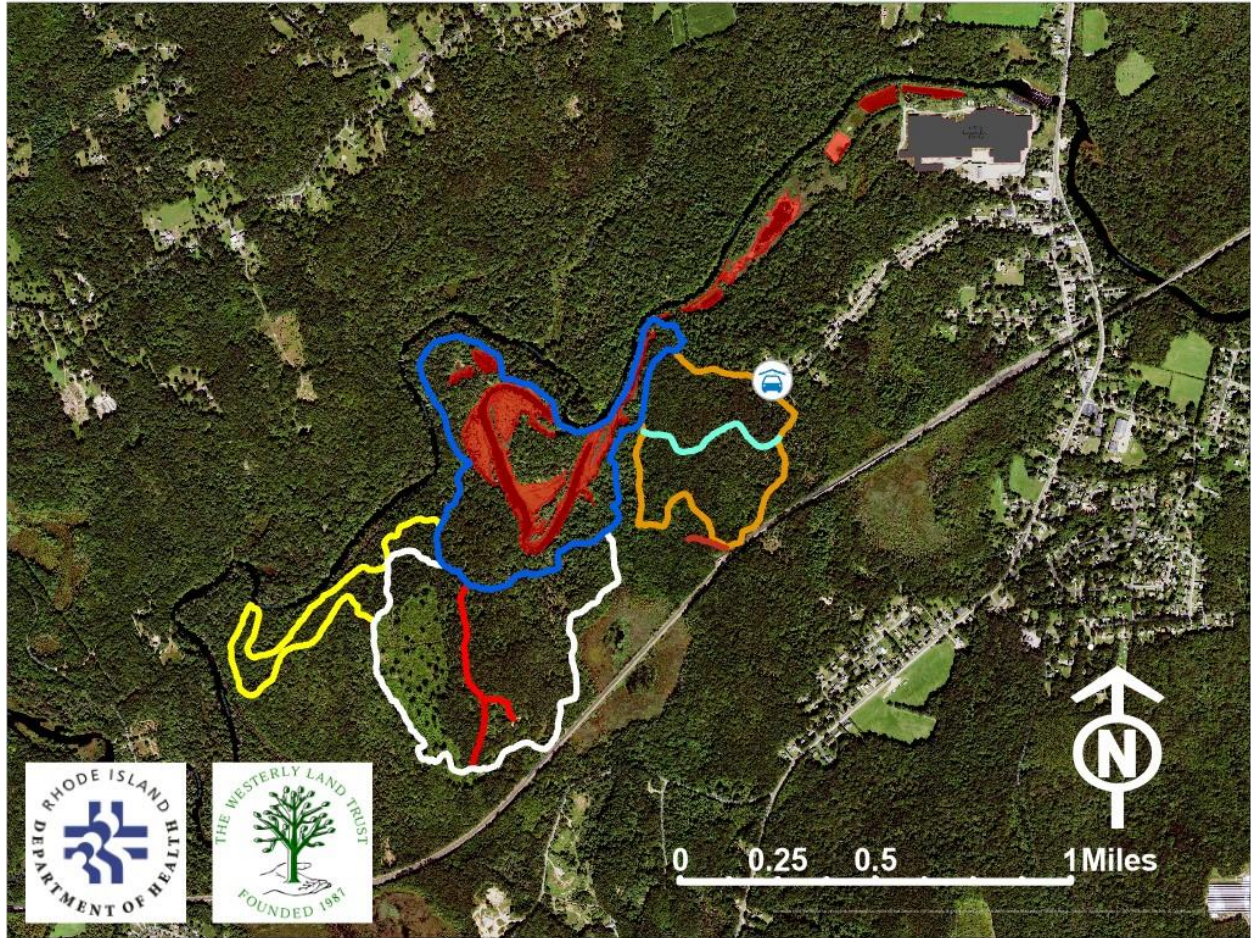 RHODE ISLAND
DEPARTMENT OF HEALTH
THE WESTERLY LAND TRUST
FOUNDED 1987
N
0 0.25 0.5 1 Miles